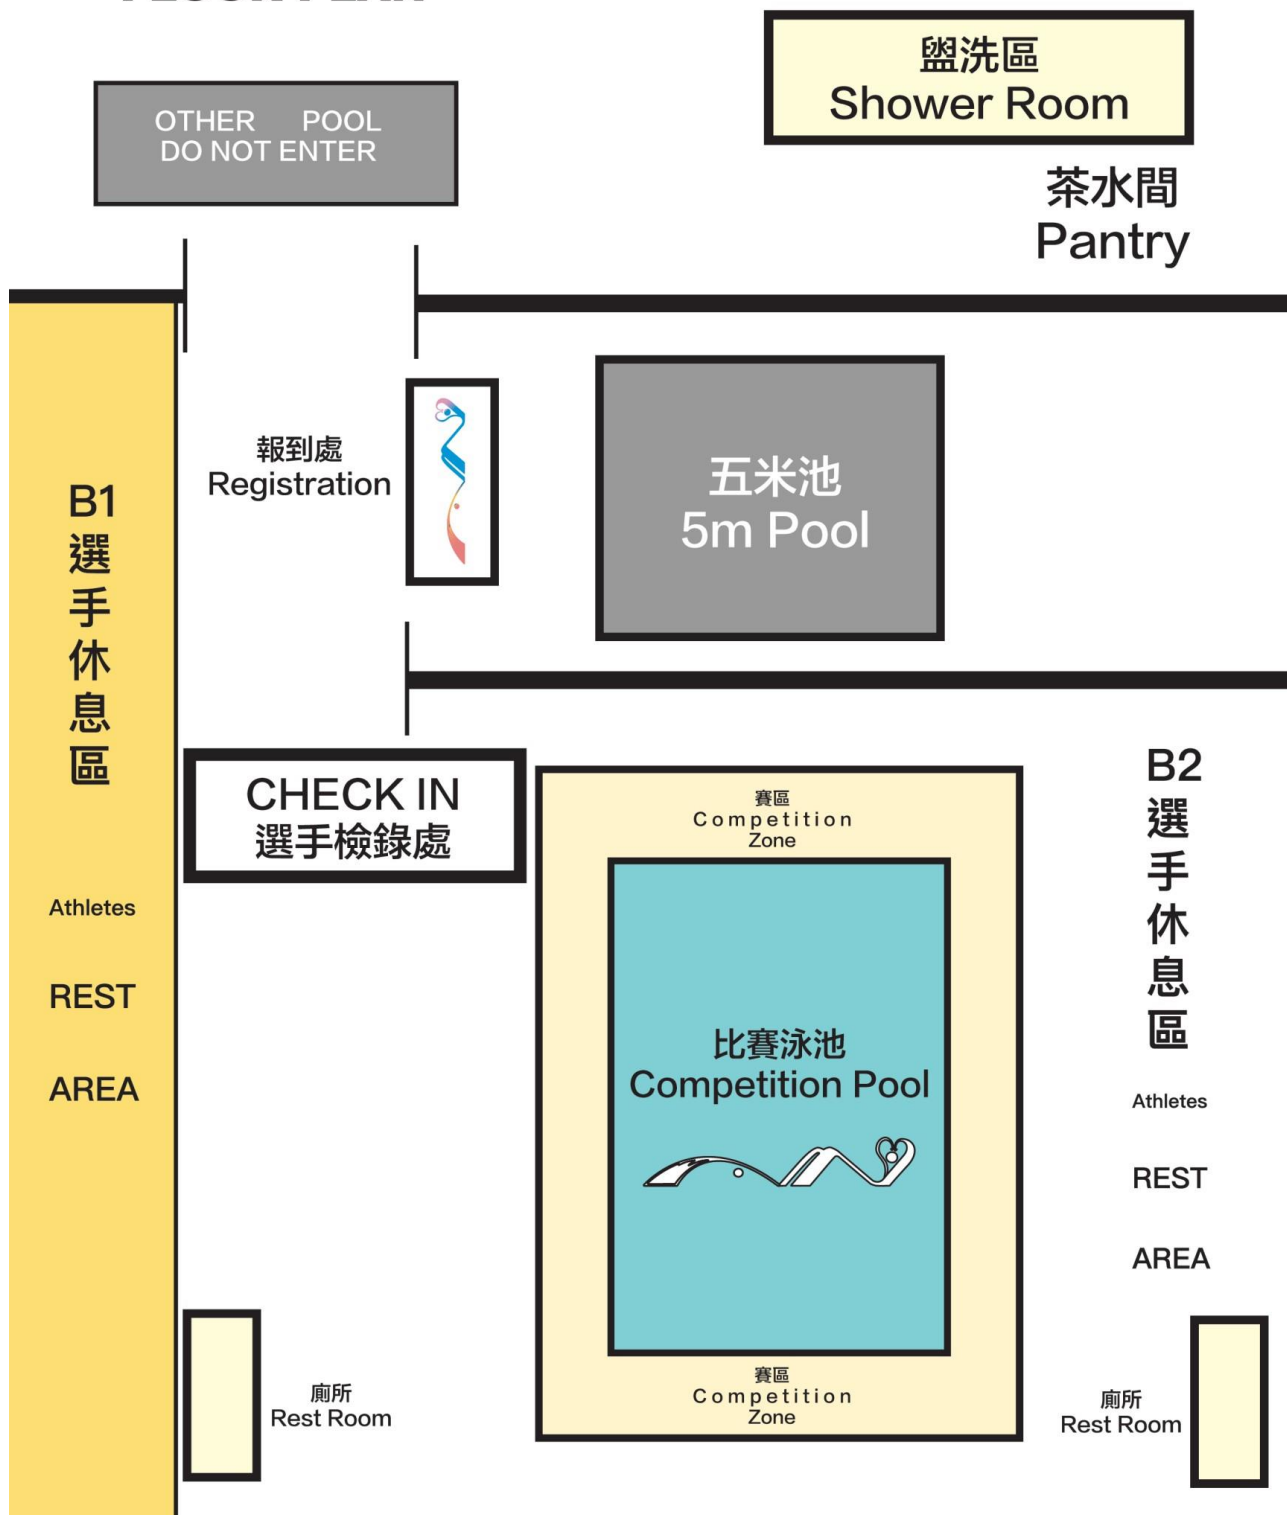 盥洗區
Shower Room
OTHER POOL
DO NOT ENTER
茶水間
Pantry
報到處
Registration
五米池
5m Pool
B1
選
手
休
息
區
Athletes
REST
AREA
CHECK IN
選手檢錄處
賽區
Competition
Zone
比賽泳池
Competition Pool
賽區
Competition
Zone
B2
選
手
休
息
區
Athletes
REST
AREA
廁所
Rest Room
廁所
Rest Room